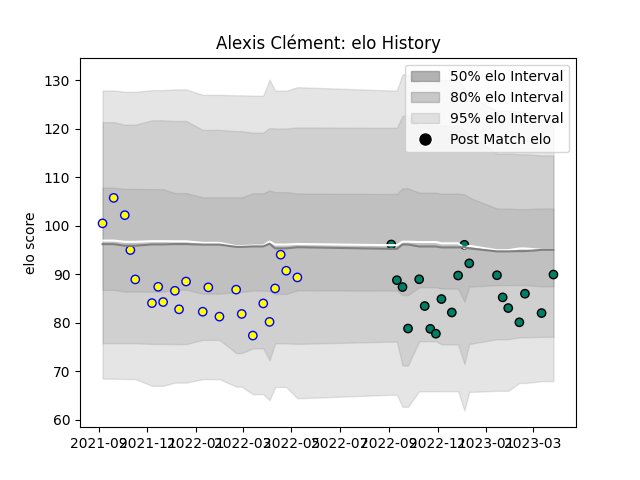 Alexis Clément: elo History
elo score
130
120
110
100
90
80
70
60
50% elo Interval
80% elo Interval
95% elo Interval
Post Match elo
2021-09 2021-11 2022-01 2022-03 2022-05 2022-07 2022-09 2022-11 2023-01 2023-03